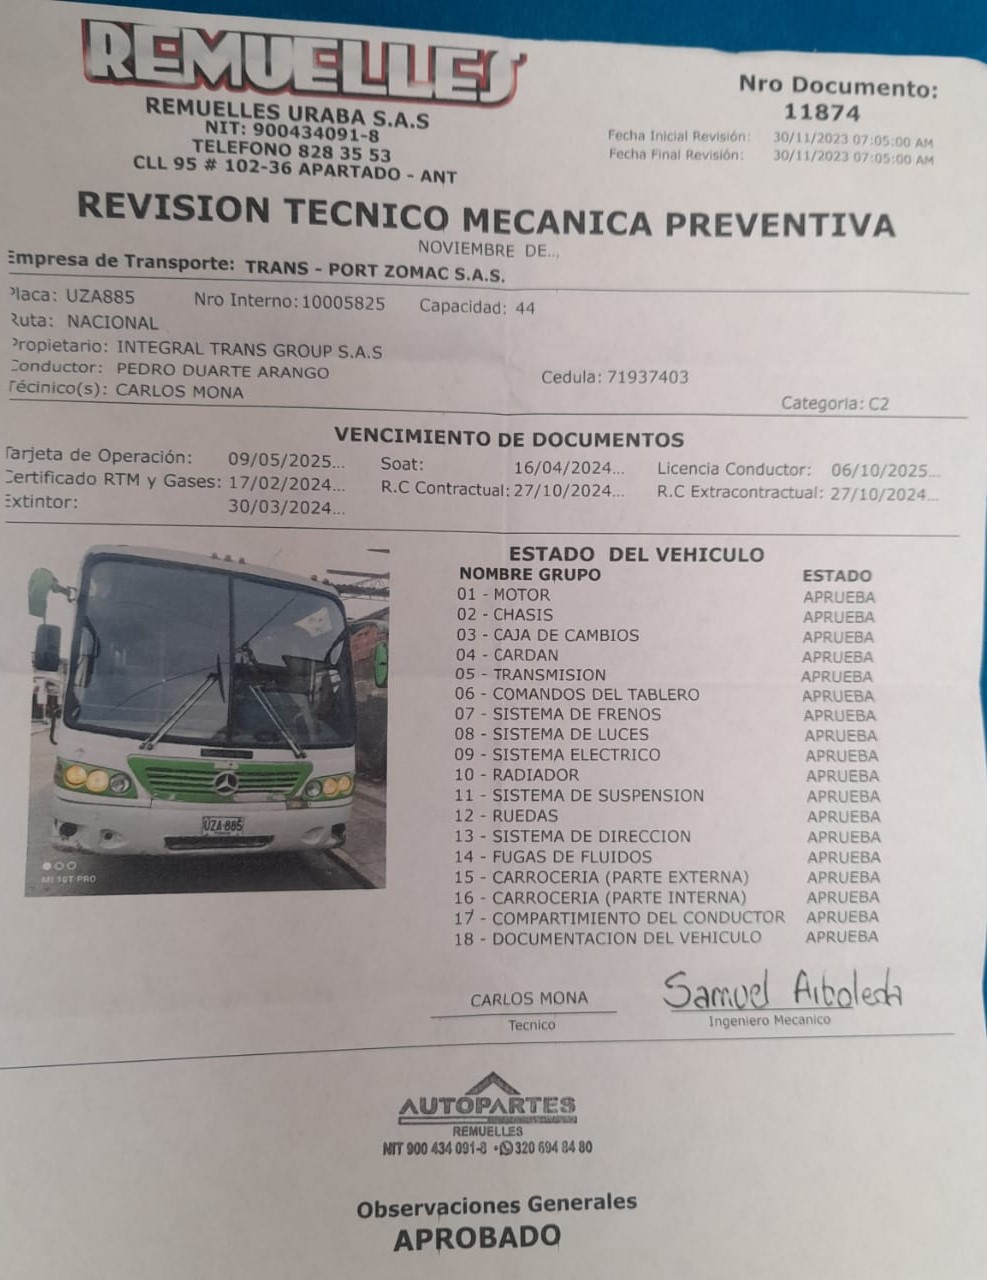 REMUELLES
REMUELLES URABA S.A.S
NIT: 900434091-8
TELEFONO 828 35 53
CLL 95 # 102-36 APARTADO - ANT
Nro Documento:
11874
Fecha Inicial Revisión: 30/11/2023 07:05:00 AM
Fecha Final Revisión: 30/11/2023 07:05:00 AM
REVISION TECNICO MECANICA PREVENTIVA
NOVIEMBRE DE...
Empresa de Transporte: TRANS - PORT ZOMAC S.A.S.
Placa: UZA885 Nro Interno: 10005825 Capacidad: 44
Ruta: NACIONAL
Propietario: INTEGRAL TRANS GROUP S.A.S
Conductor: PEDRO DUARTE ARANGO Cedula: 71937403
Técinico(s): CARLOS MONA Categoria: C2
VENCIMIENTO DE DOCUMENTOS
Tarjeta de Operación: 09/05/2025... Soat: 16/04/2024... Licencia Conductor: 06/10/2025...
Certificado RTM y Gases: 17/02/2024... R.C Contractual: 27/10/2024... R.C Extracontractual: 27/10/2024...
Extintor: 30/03/2024...
ESTADO DEL VEHICULO
NOMBRE GRUPO ESTADO
01 - MOTOR APRUEBA
02 - CHASIS APRUEBA
03 - CAJA DE CAMBIOS APRUEBA
04 - CARDAN APRUEBA
05 - TRANSMISION APRUEBA
06 - COMANDOS DEL TABLERO APRUEBA
07 - SISTEMA DE FRENOS APRUEBA
08 - SISTEMA DE LUCES APRUEBA
09 - SISTEMA ELECTRICO APRUEBA
10 - RADIADOR APRUEBA
11 - SISTEMA DE SUSPENSION APRUEBA
12 - RUEDAS APRUEBA
13 - SISTEMA DE DIRECCION APRUEBA
14 - FUGAS DE FLUIDOS APRUEBA
15 - CARROCERIA (PARTE EXTERNA) APRUEBA
16 - CARROCERIA (PARTE INTERNA) APRUEBA
17 - COMPARTIMIENTO DEL CONDUCTOR APRUEBA
18 - DOCUMENTACION DEL VEHICULO APRUEBA
UZA-885
MI 10T PRO
CARLOS MONA Samuel Arboleda
Tecnico Ingeniero Mecanico
AUTOPARTES
REMUELLES
NIT 900 434 091-8 • 320 694 84 80
Observaciones Generales
APROBADO